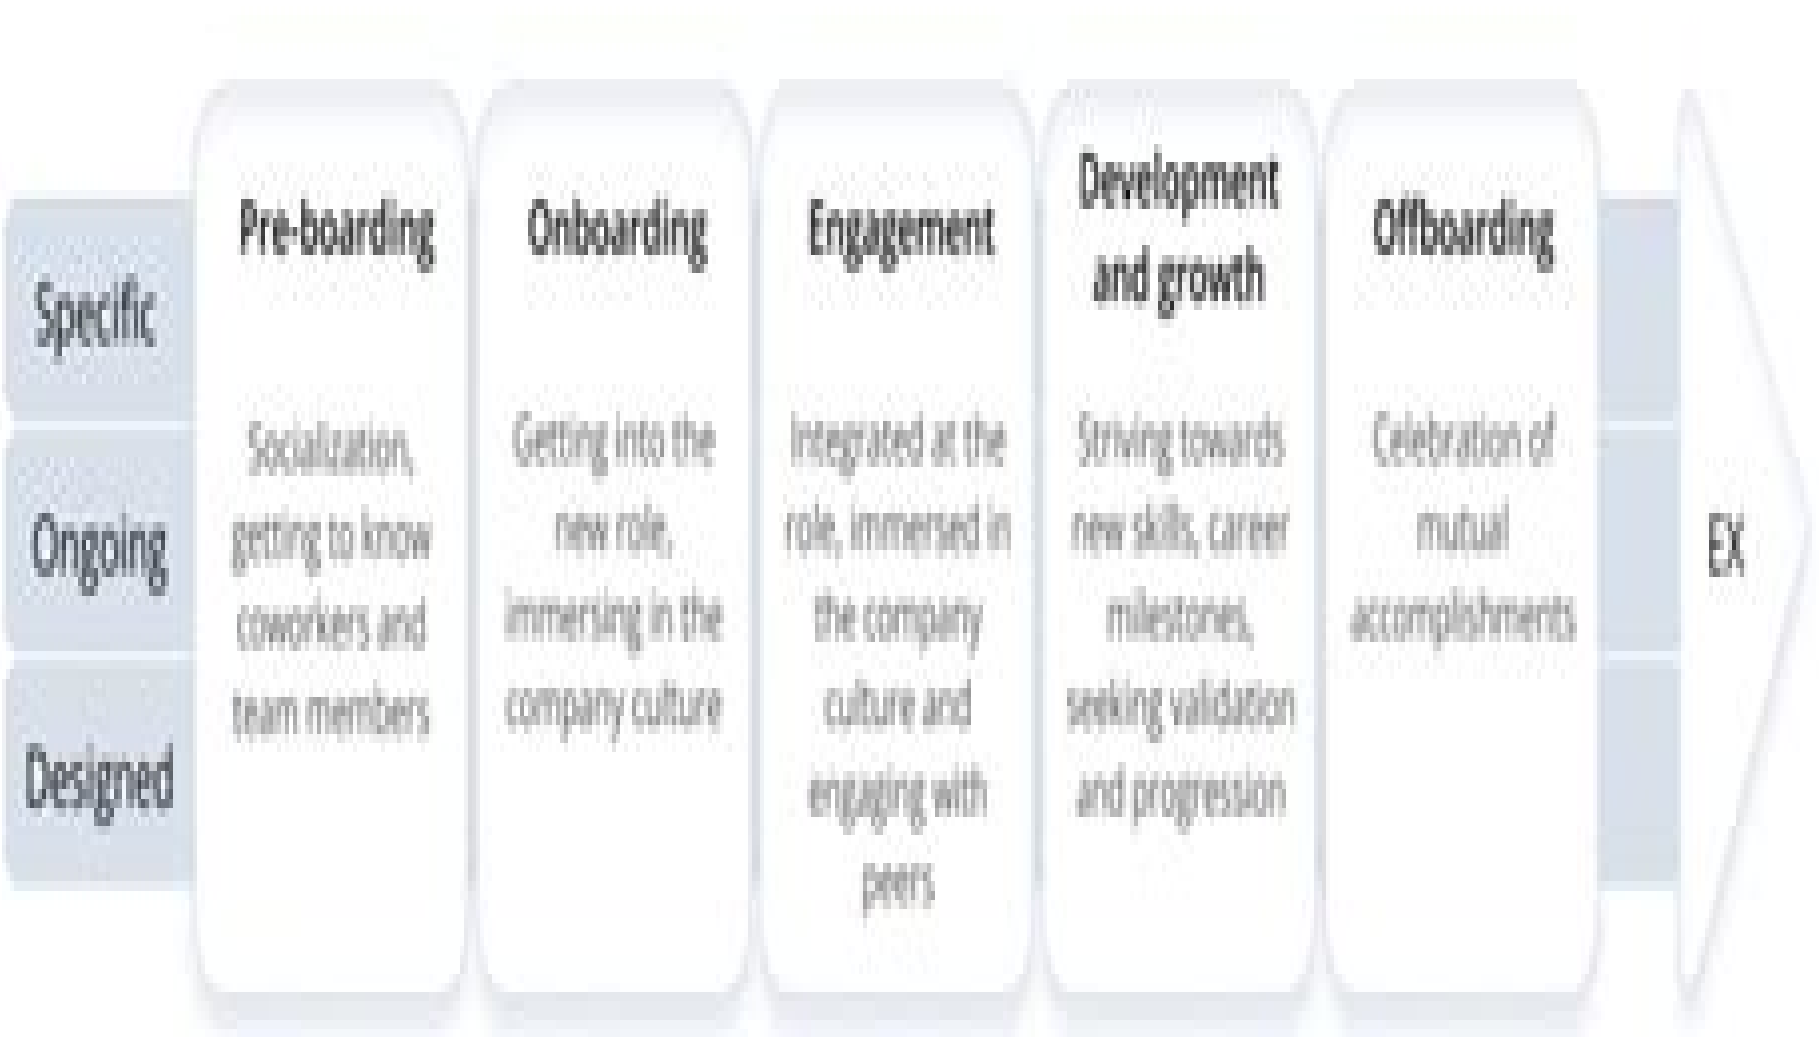 Specific
Ongoing
Designed
Pre-boarding
Socialization,
getting to know
coworkers and
team members
Onboarding
Getting into the
new role,
immersing in the
company culture
Engagement
Integrated at the
role, immersed in
the company
culture and
engaging with
peers
Development
and growth
Striving towards
new skills, career
milestones,
seeking validation
and progression
Offboarding
Celebration of
mutual
accomplishments
EX